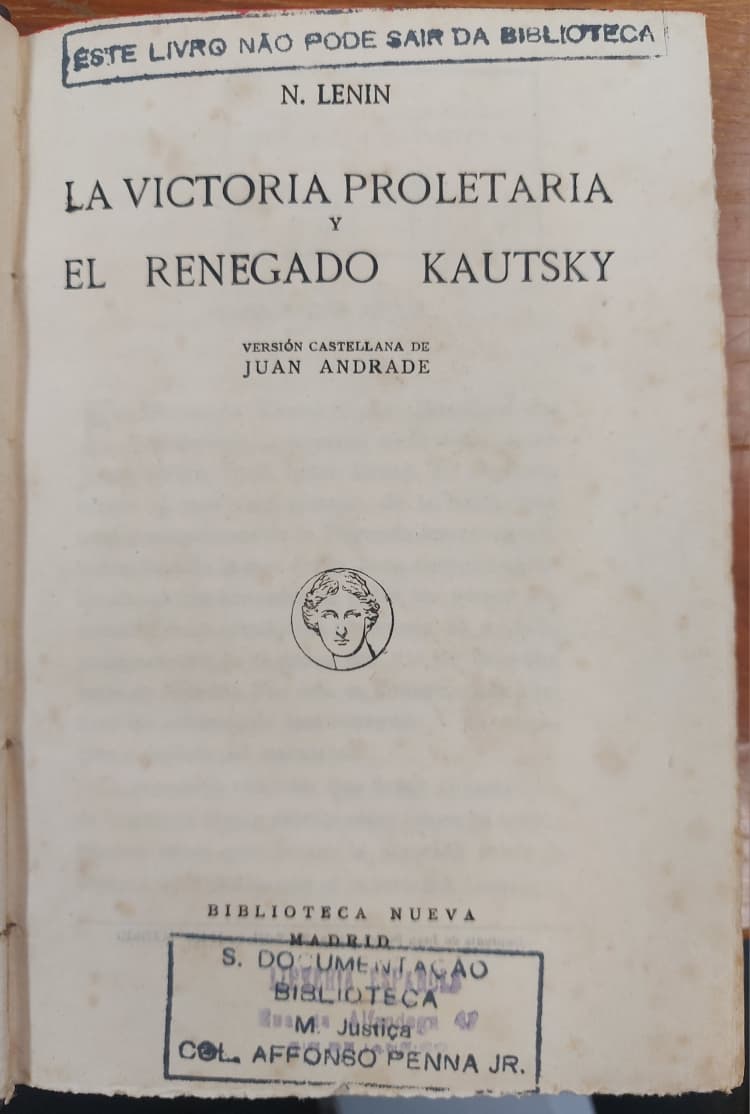 ESTE LIVRO NÃO PODE SAIR DA BIBLIOTECA
N. LENIN
LA VICTORIA PROLETARIA
Y
EL RENEGADO KAUTSKY
VERSIÓN CASTELLANA DE
JUAN ANDRADE
BIBLIOTECA NUEVA
MADRID
S. DOCUMENTAÇÃO
BIBLIOTECA
M. Justiça
COL. AFFONSO PENNA JR.